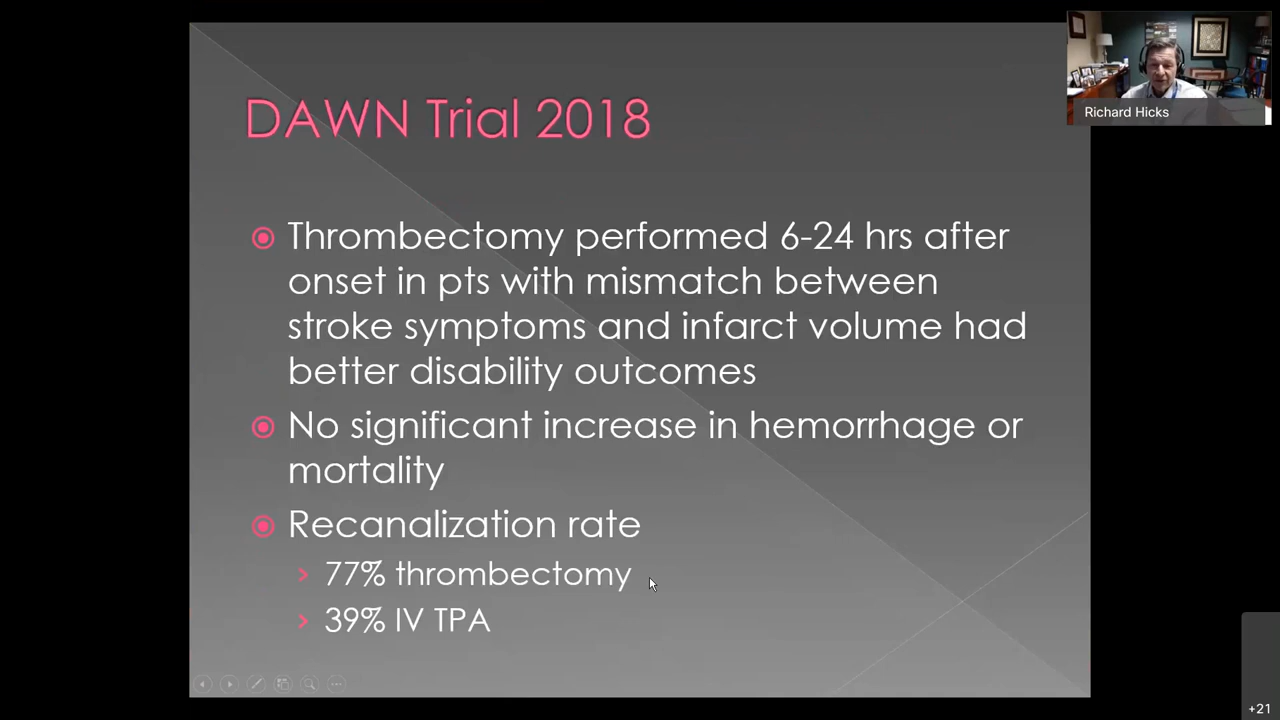 DAWN Trial 2018
Thrombectomy performed 6-24 hrs after
onset in pts with mismatch between
stroke symptoms and infarct volume had
better disability outcomes
No significant increase in hemorrhage or
mortality
Recanalization rate
77% thrombectomy
39% IV TPA
Richard Hicks
+21